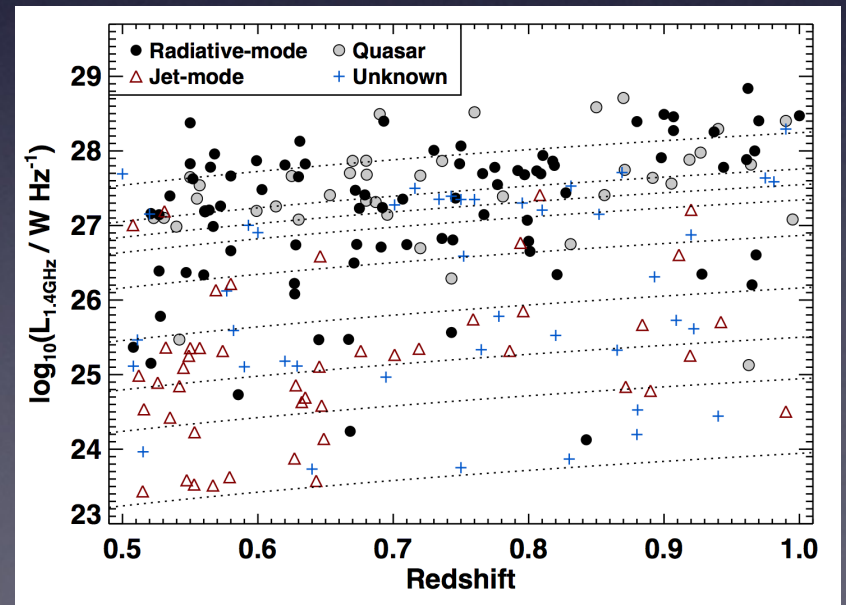 Radiative-mode
Quasar
Jet-mode
Unknown
29
28
27
26
25
24
23
log₁₀(L₁.₄GHz / W Hz⁻¹)
0.5 0.6 0.7 0.8 0.9 1.0
Redshift